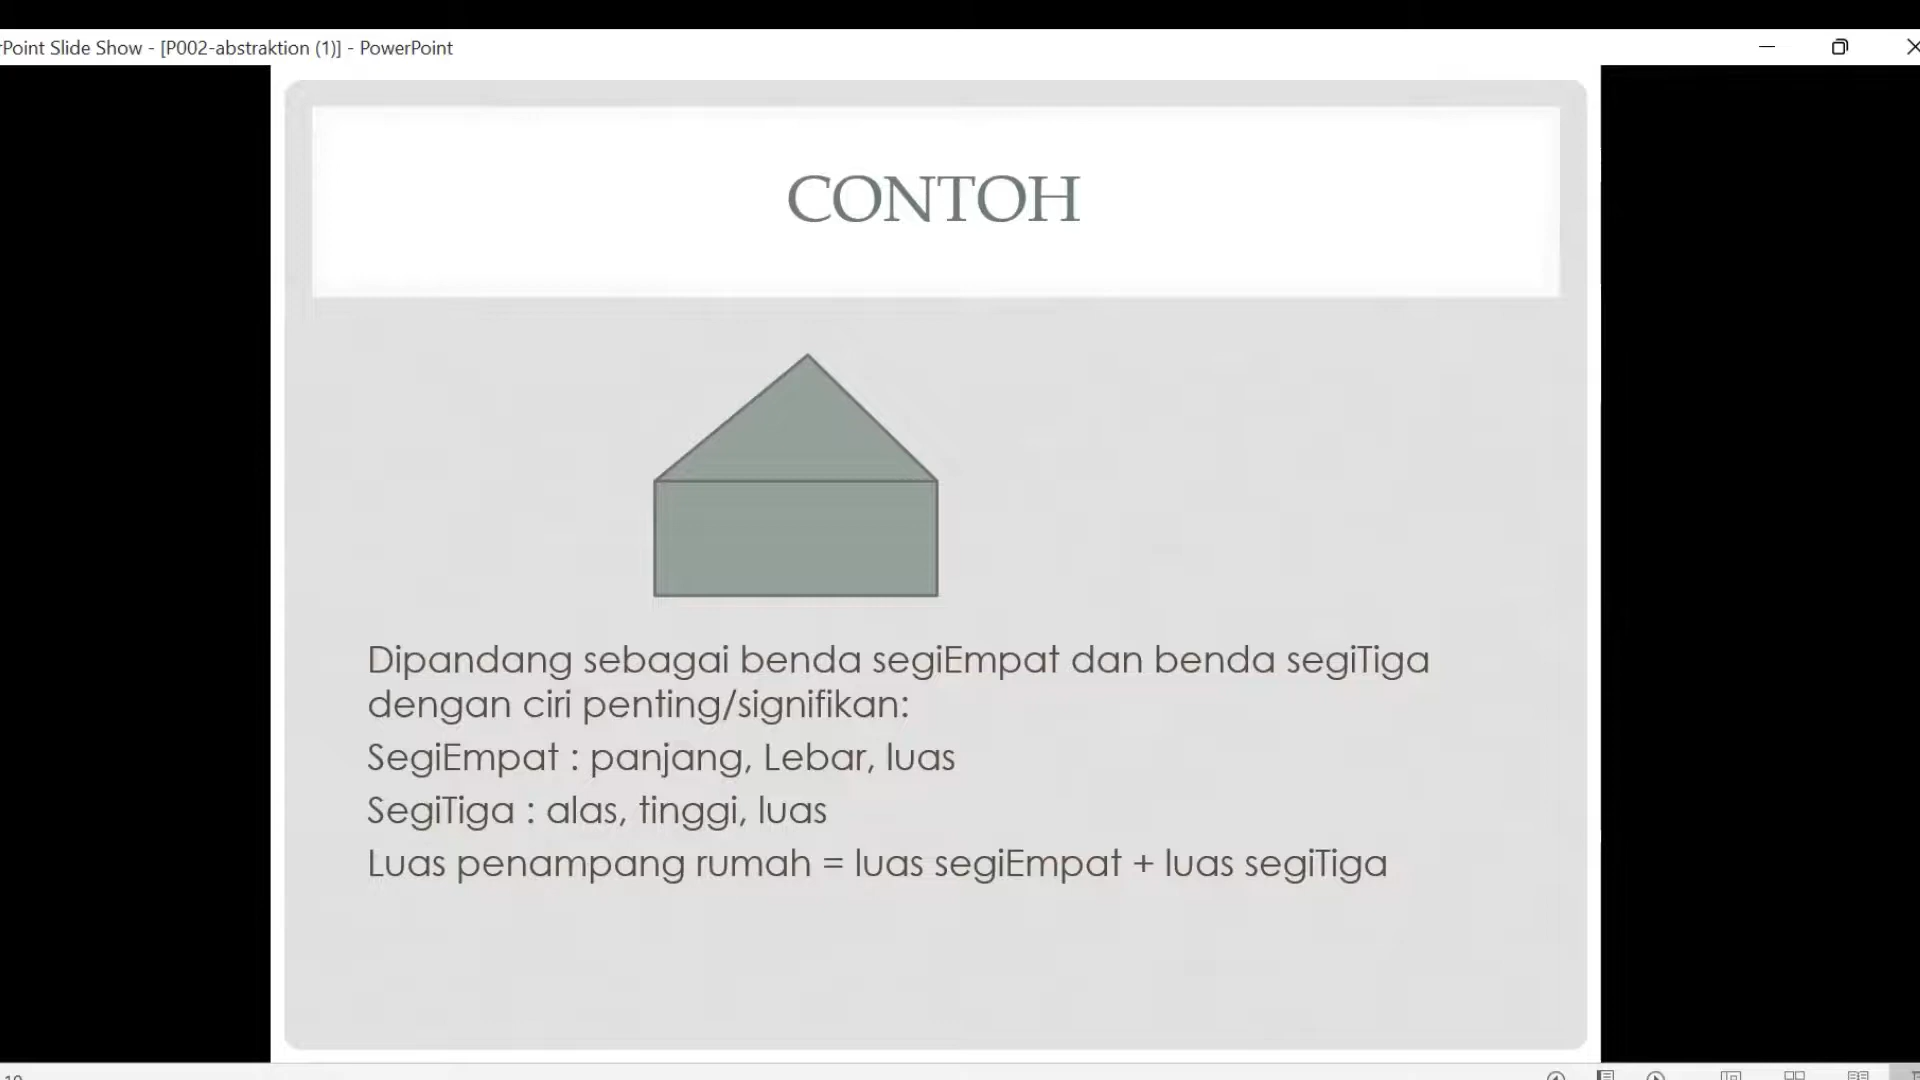 Point Slide Show - [P002-abstraktion (1)] - PowerPoint
CONTOH
Dipandang sebagai benda segiEmpat dan benda segiTiga
dengan ciri penting/signifikan:
SegiEmpat : panjang, Lebar, luas
SegiTiga : alas, tinggi, luas
Luas penampang rumah = luas segiEmpat + luas segiTiga